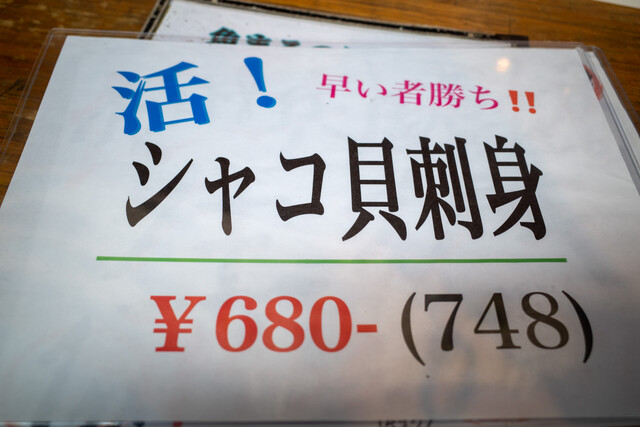 活！ 早い者勝ち!!
シャコ貝刺身
￥680-(748)